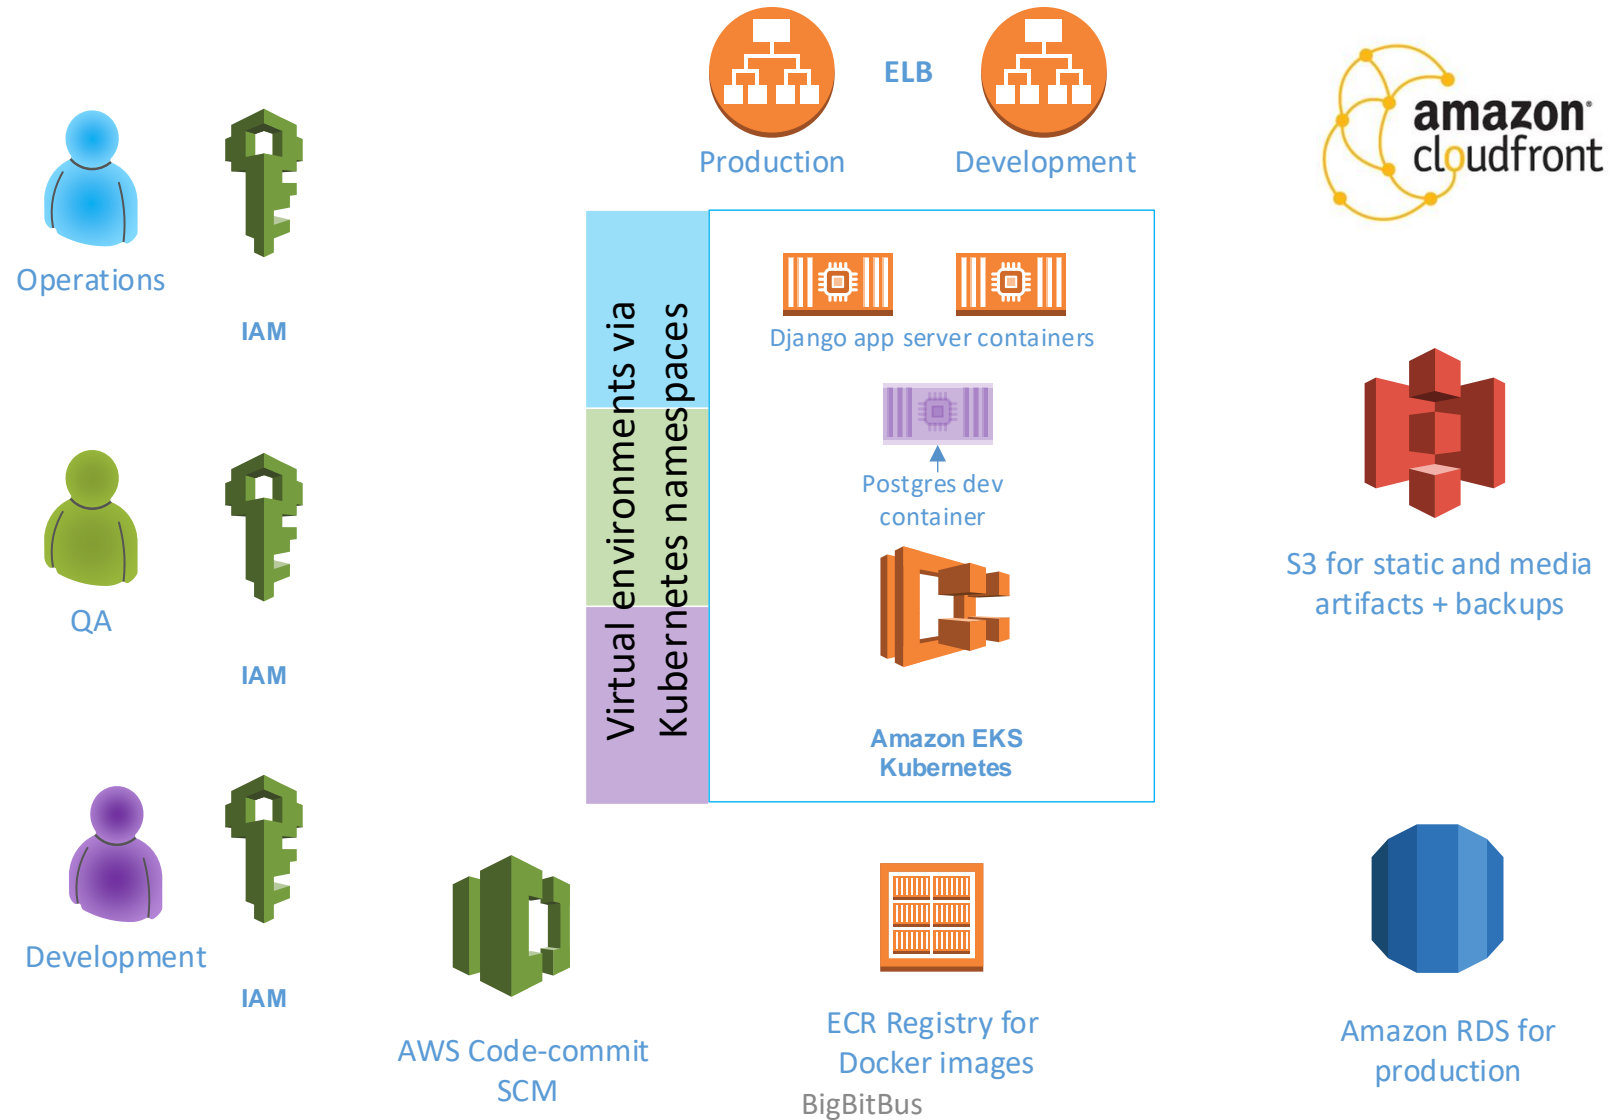 ELB
Production
Development
amazon
cloudfront
Operations
IAM
Virtual environments via
Kubernetes namespaces
Django app server containers
Postgres dev
container
QA
IAM
S3 for static and media
artifacts + backups
Amazon EKS
Kubernetes
Development
IAM
AWS Code-commit
SCM
ECR Registry for
Docker images
Amazon RDS for
production
BigBitBus